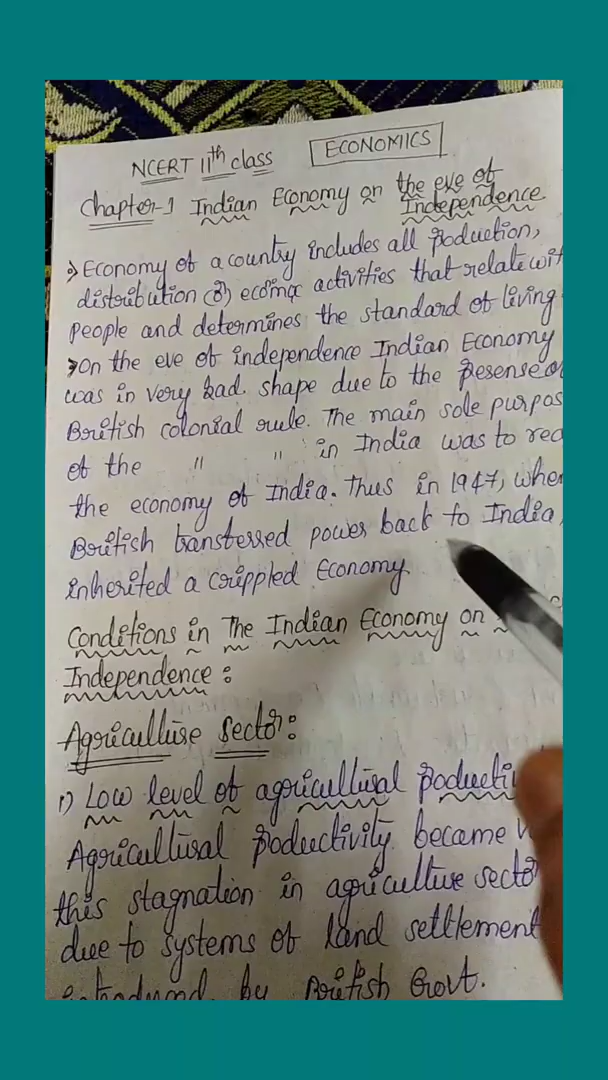 NCERT 11th class ECONOMICS
Chapter-1 Indian Economy on the eve of
Independence
Economy of a country includes all production,
distribution (or) ecomic activities that relate wit
People and determines the standard of living
On the eve of independence Indian Economy
was in very bad shape due to the presense o
British colonial rule. The main sole purpos
of the " " in India was to red
the economy of India. Thus in 1947, when
British transferred power back to India,
inherited a crippled Economy
Conditions in The Indian Economy on
Independence :
Agriculture Sector:
1) Low level of agricultural producti
Agricultural productivity became
this stagnation in agriculture secto
due to systems of land settlement
introduced by British Govt.